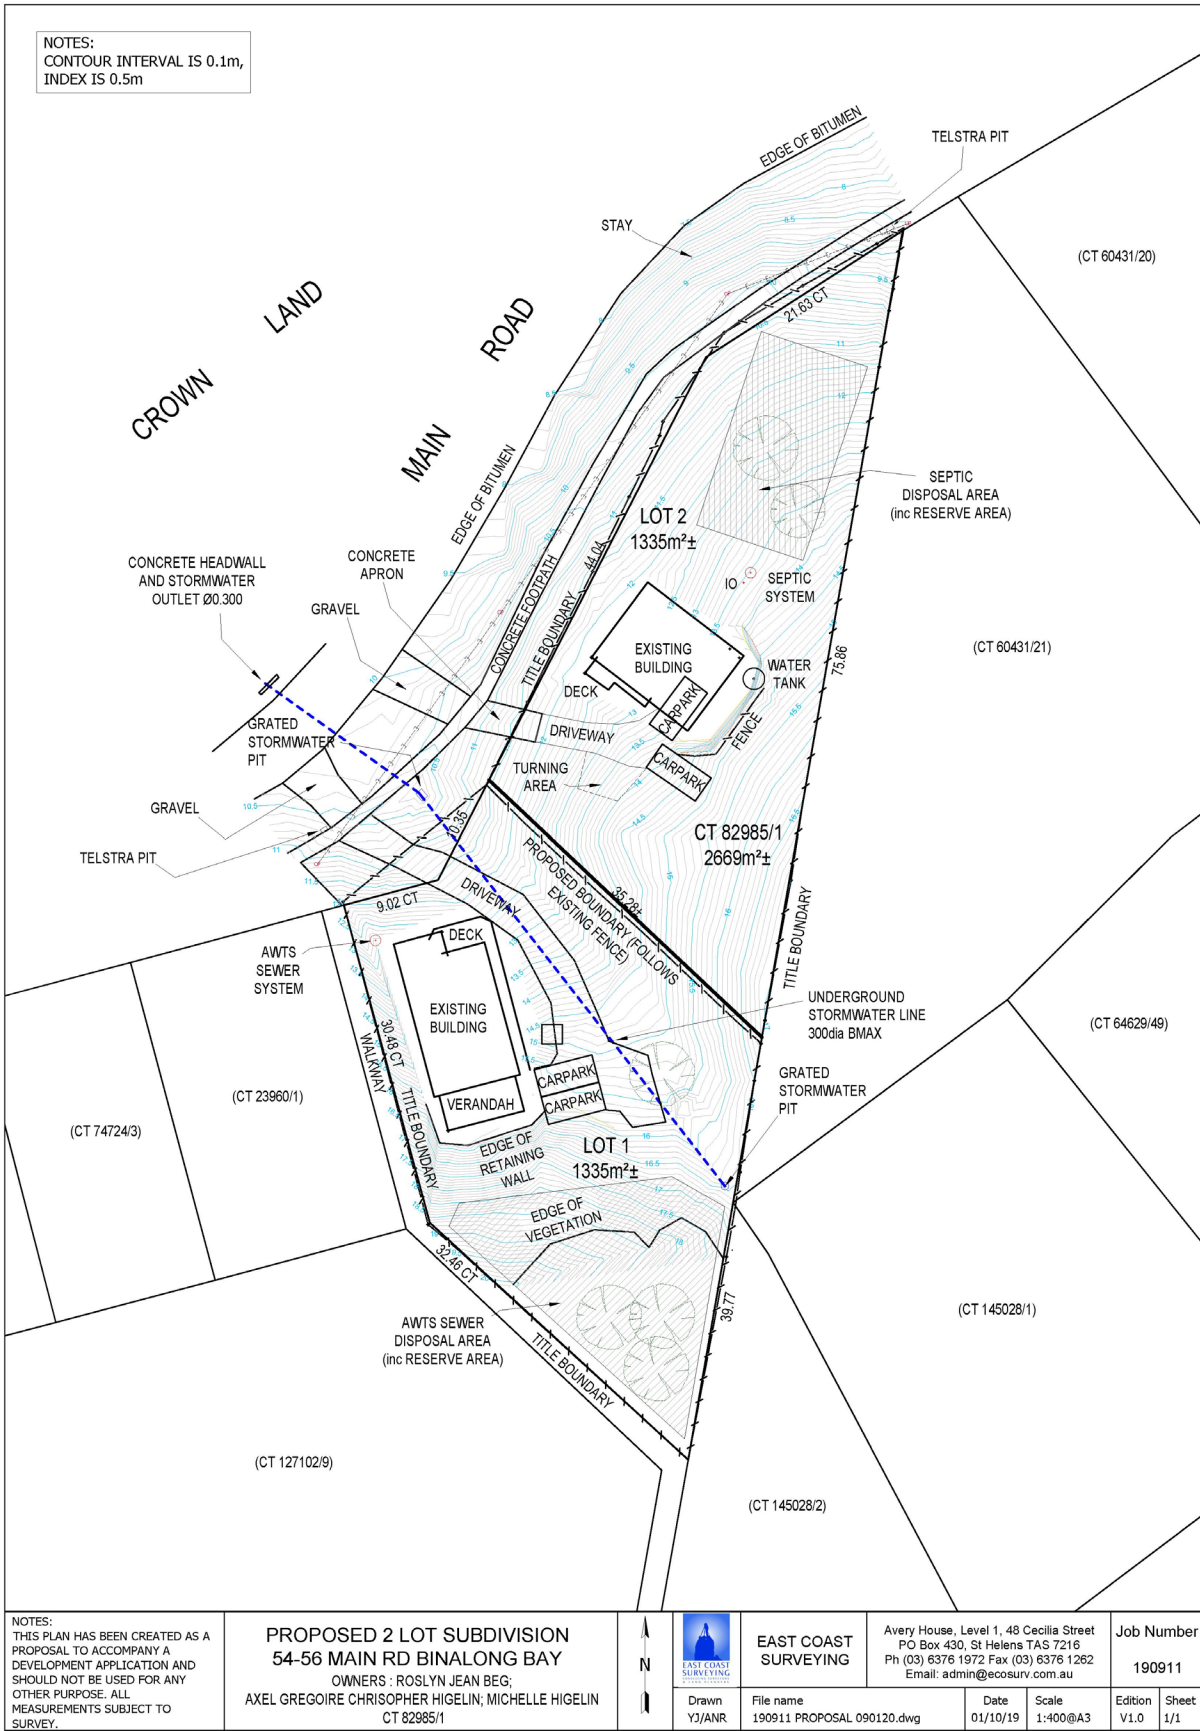 NOTES:
CONTOUR INTERVAL IS 0.1m,
INDEX IS 0.5m
EDGE OF BITUMEN
TELSTRA PIT
STAY
(CT 60431/20)
CROWN LAND
MAIN ROAD
21.63 CT
EDGE OF BITUMEN
SEPTIC
DISPOSAL AREA
(inc RESERVE AREA)
LOT 2
1335m²±
44.04
CONCRETE HEADWALL
AND STORMWATER
OUTLET Ø0.300
CONCRETE
APRON
GRAVEL
CONCRETE FOOTPATH
TITLE BOUNDARY
IO
SEPTIC
SYSTEM
EXISTING
BUILDING
DECK
CARPARK
WATER
TANK
75.86
(CT 60431/21)
FENCE
DRIVEWAY
CARPARK
TURNING
AREA
GRATED
STORMWATER
PIT
GRAVEL
TELSTRA PIT
10.35
CT 82985/1
2669m²±
PROPOSED BOUNDARY (FOLLOWS
EXISTING FENCE)
35.28±
TITLE BOUNDARY
9.02 CT
DRIVEWAY
DECK
AWTS
SEWER
SYSTEM
EXISTING
BUILDING
30.48 CT
WALKWAY
TITLE BOUNDARY
UNDERGROUND
STORMWATER LINE
300dia BMAX
(CT 64629/49)
GRATED
STORMWATER
PIT
(CT 23960/1)
(CT 74724/3)
VERANDAH
CARPARK
CARPARK
EDGE OF
RETAINING
WALL
LOT 1
1335m²±
EDGE OF
VEGETATION
32.46 CT
39.77
AWTS SEWER
DISPOSAL AREA
(inc RESERVE AREA)
TITLE BOUNDARY
(CT 145028/1)
(CT 127102/9)
(CT 145028/2)
NOTES:
THIS PLAN HAS BEEN CREATED AS A
PROPOSAL TO ACCOMPANY A
DEVELOPMENT APPLICATION AND
SHOULD NOT BE USED FOR ANY
OTHER PURPOSE. ALL
MEASUREMENTS SUBJECT TO
SURVEY.
PROPOSED 2 LOT SUBDIVISION
54-56 MAIN RD BINALONG BAY
OWNERS : ROSLYN JEAN BEG;
AXEL GREGOIRE CHRISOPHER HIGELIN; MICHELLE HIGELIN
CT 82985/1
N
EAST COAST
SURVEYING
EAST COAST
SURVEYING
Avery House, Level 1, 48 Cecilia Street
PO Box 430, St Helens TAS 7216
Ph (03) 6376 1972 Fax (03) 6376 1262
Email: admin@ecosurv.com.au
Job Number
190911
Drawn
YJ/ANR
File name
190911 PROPOSAL 090120.dwg
Date
01/10/19
Scale
1:400@A3
Edition
V1.0
Sheet
1/1